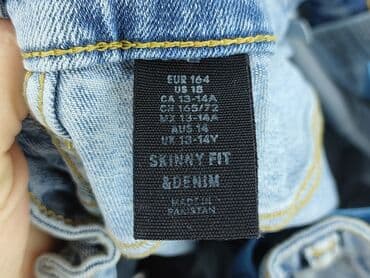 EUR 164
US 18
CA 13-14A
CN 165/72
MX 13-14A
AUS 14
UK 13-14Y
SKINNY FIT
&DENIM
MADE IN
PAKISTAN